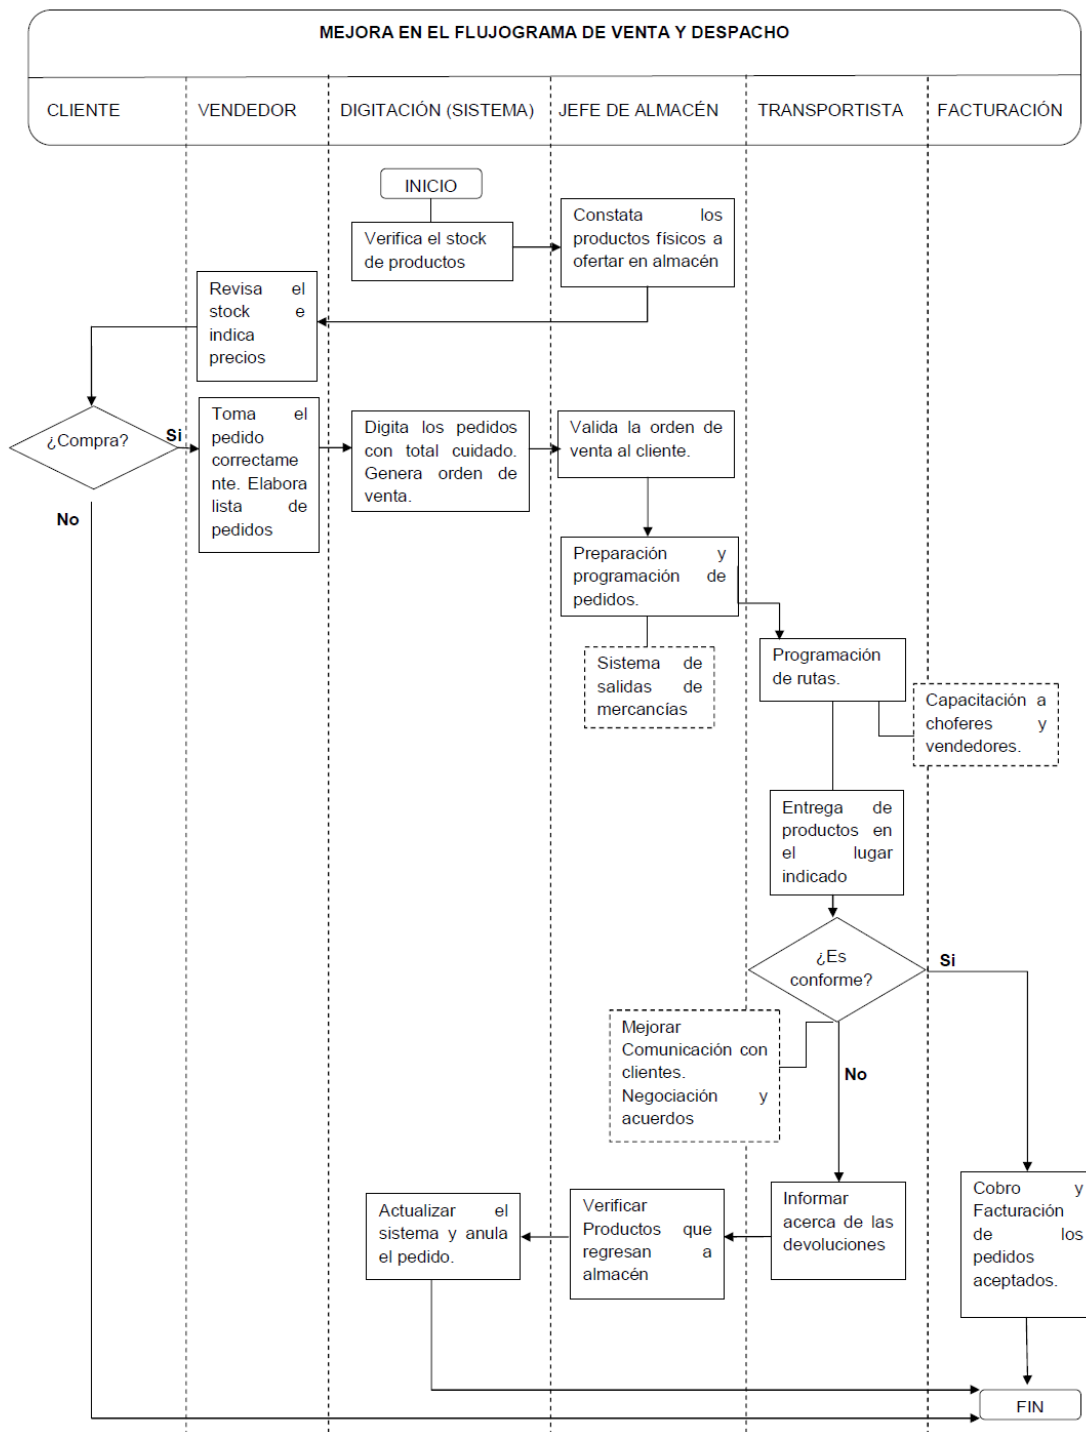 MEJORA EN EL FLUJOGRAMA DE VENTA Y DESPACHO
CLIENTE
VENDEDOR
DIGITACIÓN (SISTEMA)
JEFE DE ALMACÉN
TRANSPORTISTA
FACTURACIÓN
INICIO
Verifica el stock
de productos
Constata los
productos físicos a
ofertar en almacén
Revisa el
stock e
indica
precios
¿Compra?
Si
No
Toma el
pedido
correctame
nte. Elabora
lista de
pedidos
Digita los pedidos
con total cuidado.
Genera orden de
venta.
Valida la orden de
venta al cliente.
Preparación y
programación de
pedidos.
Sistema de
salidas de
mercancías
Programación
de rutas.
Capacitación a
choferes y
vendedores.
Entrega de
productos en
el lugar
indicado
¿Es
conforme?
Si
Mejorar
Comunicación con
clientes.
Negociación y
acuerdos
No
Informar
acerca de las
devoluciones
Verificar
Productos que
regresan a
almacén
Actualizar el
sistema y anula
el pedido.
Cobro y
Facturación
de los
pedidos
aceptados.
FIN